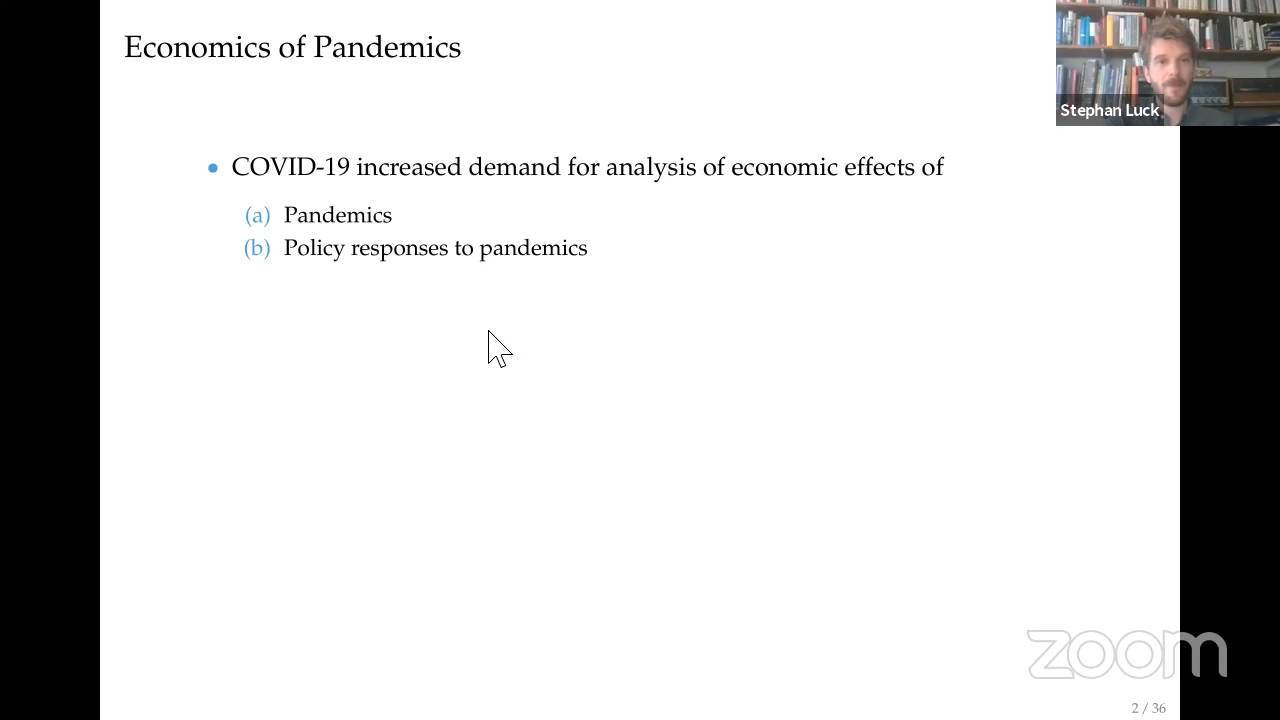 Economics of Pandemics
Stephan Luck
• COVID-19 increased demand for analysis of economic effects of
(a) Pandemics
(b) Policy responses to pandemics
zoom
2 / 36